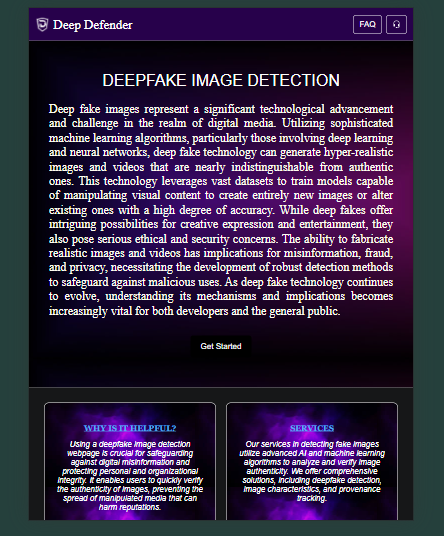 Deep Defender
FAQ
DEEPFAKE IMAGE DETECTION
Deep fake images represent a significant technological advancement
and challenge in the realm of digital media. Utilizing sophisticated
machine learning algorithms, particularly those involving deep learning
and neural networks, deep fake technology can generate hyper-realistic
images and videos that are nearly indistinguishable from authentic
ones. This technology leverages vast datasets to train models capable
of manipulating visual content to create entirely new images or alter
existing ones with a high degree of accuracy. While deep fakes offer
intriguing possibilities for creative expression and entertainment, they
also pose serious ethical and security concerns. The ability to fabricate
realistic images and videos has implications for misinformation, fraud,
and privacy, necessitating the development of robust detection methods
to safeguard against malicious uses. As deep fake technology continues
to evolve, understanding its mechanisms and implications becomes
increasingly vital for both developers and the general public.
Get Started
WHY IS IT HELPFUL?
Using a deepfake image detection
webpage is crucial for safeguarding
against digital misinformation and
protecting personal and organizational
integrity. It enables users to quickly verify
the authenticity of images, preventing the
spread of manipulated media that can
harm reputations.
SERVICES
Our services in detecting fake images
utilize advanced AI and machine learning
algorithms to analyze and verify image
authenticity. We offer comprehensive
solutions, including deepfake detection,
image characteristics, and provenance
tracking.